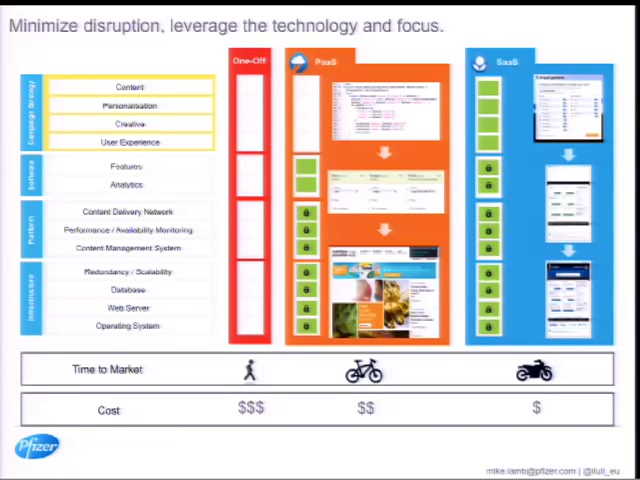 Minimize disruption, leverage the technology and focus.
One-Off
PaaS
SaaS
Campaign Strategy
Content
Personalisation
Creative
User Experience
Software
Features
Analytics
Platform
Content Delivery Network
Performance / Availability Monitoring
Content Management System
Infrastructure
Redundancy / Scalability
Database
Web Server
Operating System
Time to Market
Cost
$$$
$$
$
Pfizer
mike.lamb@pfizer.com |